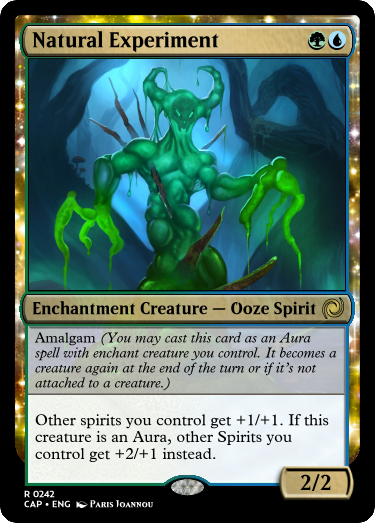 Natural Experiment
Enchantment Creature — Ooze Spirit
Amalgam (You may cast this card as an Aura
spell with enchant creature you control. It becomes a
creature again at the end of the turn or if it's not
attached to a creature.)
Other spirits you control get +1/+1. If this
creature is an Aura, other Spirits you
control get +2/+1 instead.
2/2
R 0242
CAP • ENG Paris Ioannou